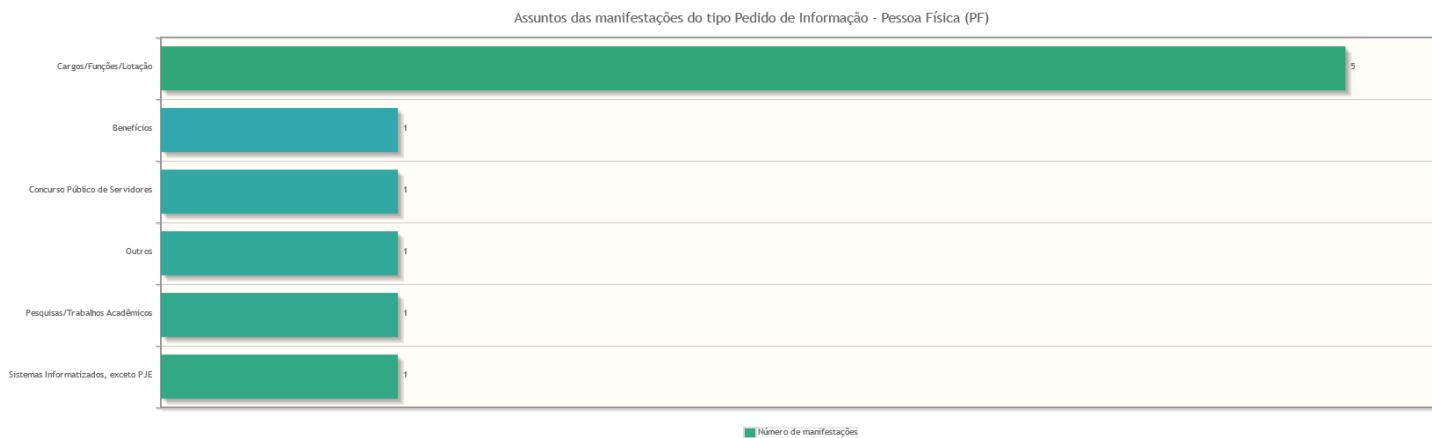 Assuntos das manifestações do tipo Pedido de Informação - Pessoa Física (PF)
Cargos/Funções/Lotação
5
Benefícios
1
Concurso Público de Servidores
1
Outros
1
Pesquisas/Trabalhos Acadêmicos
1
Sistemas Informatizados, exceto PJE
1
Número de manifestações